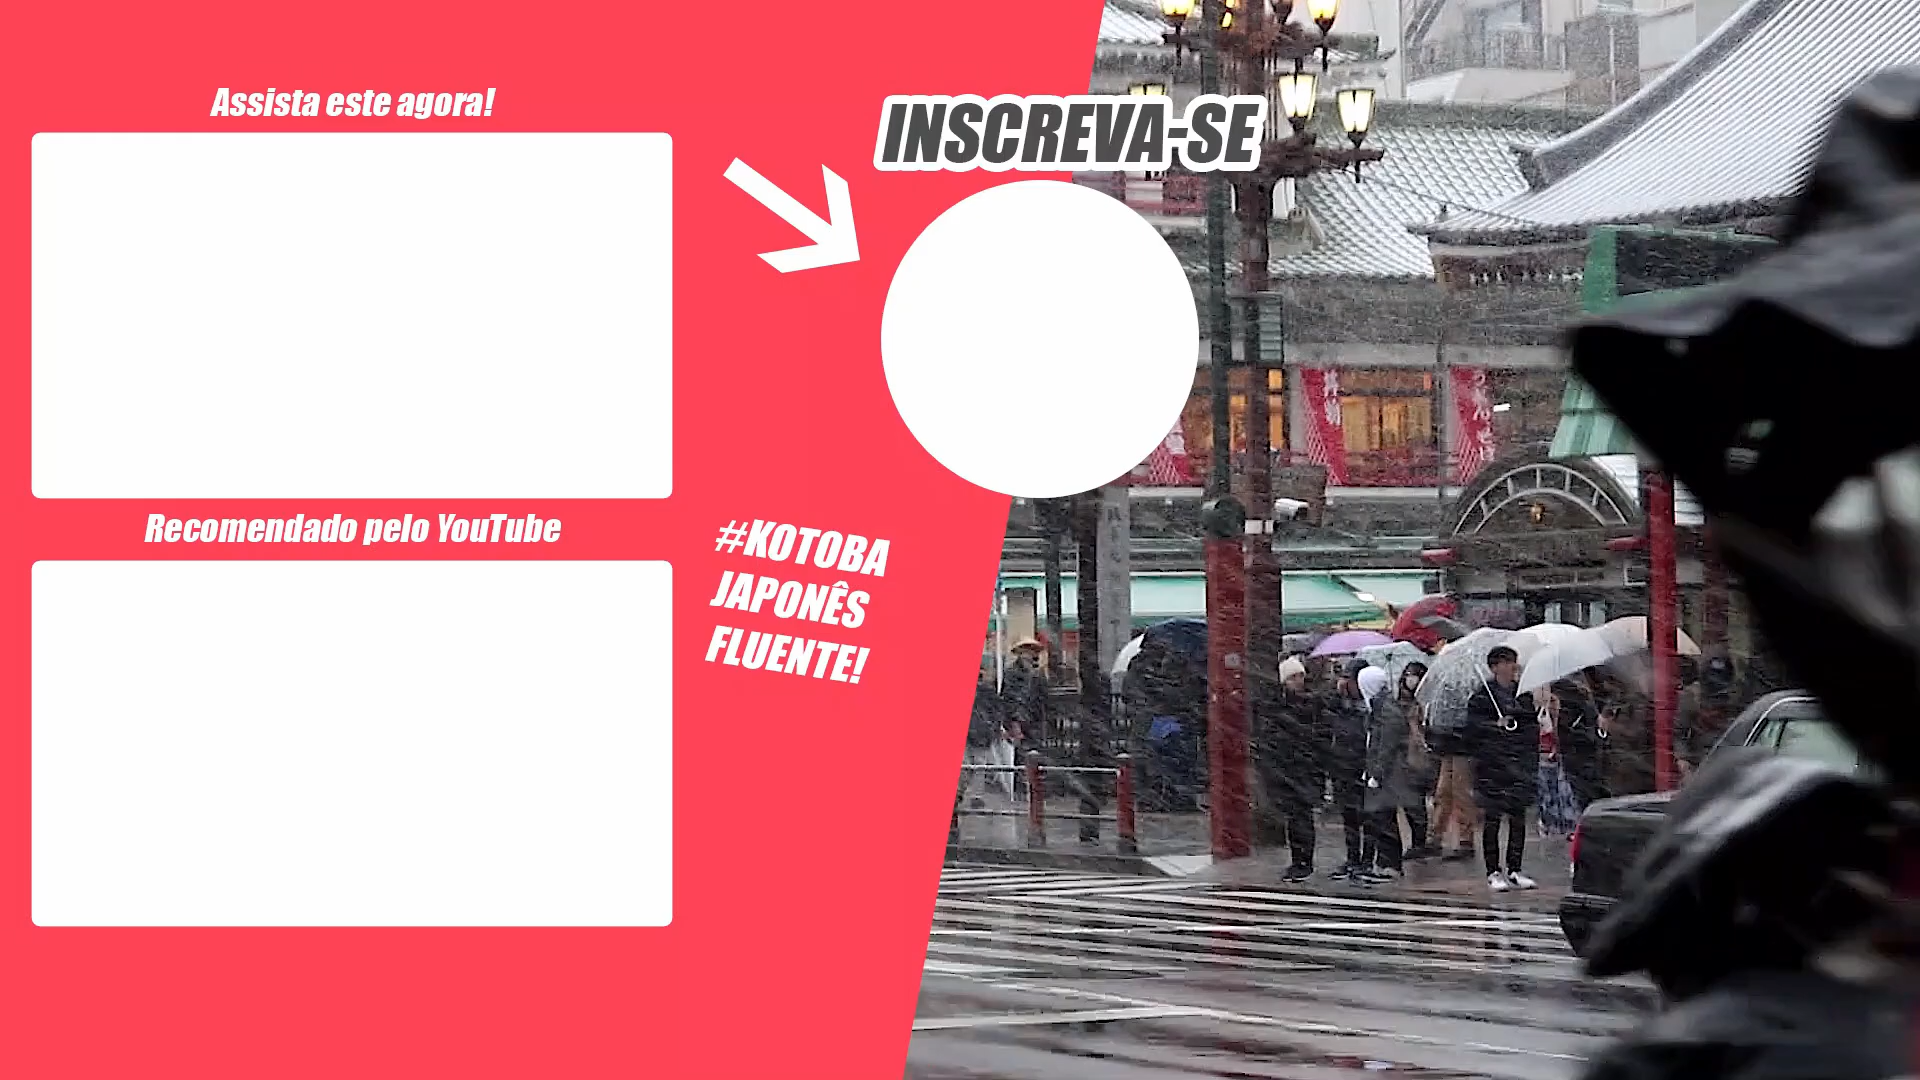 Assista este agora!
INSCREVA-SE
Recomendado pelo YouTube
#KOTOBA
JAPONÊS
FLUENTE!